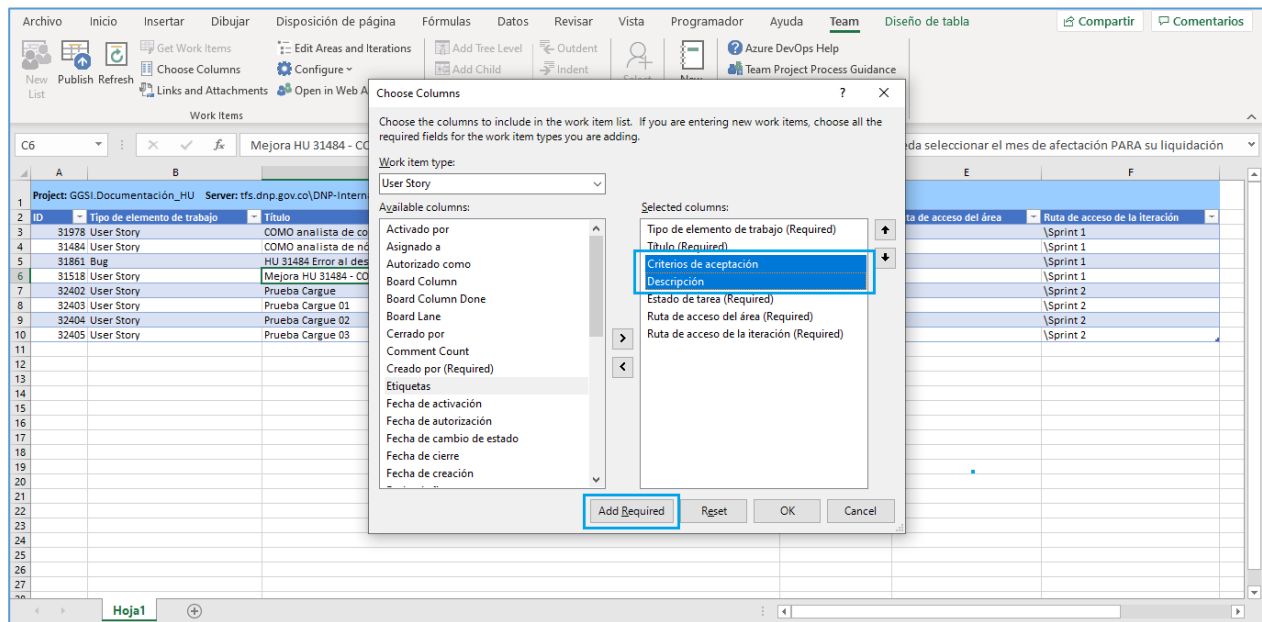 Archivo Inicio Insertar Dibujar Disposición de página Fórmulas Datos Revisar Vista Programador Ayuda Team Diseño de tabla Compartir Comentarios
New List
Publish
Refresh
Get Work Items
Choose Columns
Links and Attachments
Edit Areas and Iterations
Configure
Open in Web A
Work Items
Add Tree Level
Add Child
Outdent
Indent
Azure DevOps Help
Team Project Process Guidance
C6 fx Mejora HU 31484 - CO
eda seleccionar el mes de afectación PARA su liquidación
A B E F
1 Project: GGSI.Documentación_HU Server: tfs.dnp.gov.co\DNP-Intern
2 ID Tipo de elemento de trabajo Título ta de acceso del área Ruta de acceso de la iteración
3 31978 User Story COMO analista de co \Sprint 1
4 31484 User Story COMO analista de nó \Sprint 1
5 31861 Bug HU 31484 Error al des \Sprint 1
6 31518 User Story Mejora HU 31484 - CO \Sprint 1
7 32402 User Story Prueba Cargue \Sprint 2
8 32403 User Story Prueba Cargue 01 \Sprint 2
9 32404 User Story Prueba Cargue 02 \Sprint 2
10 32405 User Story Prueba Cargue 03 \Sprint 2
11
12
13
14
15
16
17
18
19
20
21
22
23
24
25
26
27
Choose Columns ? X
Choose the columns to include in the work item list. If you are entering new work items, choose all the
required fields for the work item types you are adding.
Work item type:
User Story
Available columns:
Activado por
Asignado a
Autorizado como
Board Column
Board Column Done
Board Lane
Cerrado por
Comment Count
Creado por (Required)
Etiquetas
Fecha de activación
Fecha de autorización
Fecha de cambio de estado
Fecha de cierre
Fecha de creación
>
<
Selected columns:
Tipo de elemento de trabajo (Required)
Título (Required)
Criterios de aceptación
Descripción
Estado de tarea (Required)
Ruta de acceso del área (Required)
Ruta de acceso de la iteración (Required)
Add Required Reset OK Cancel
Hoja1